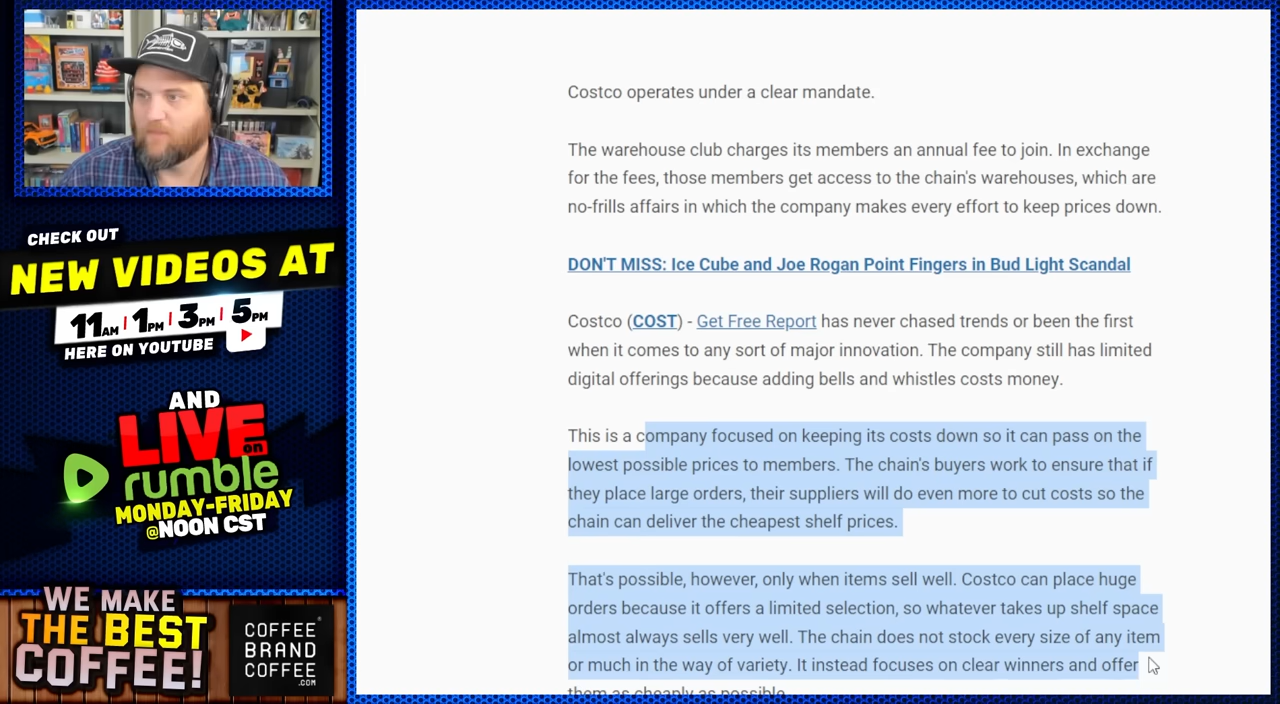 CHECK OUT
NEW VIDEOS AT
11AM | 1PM | 3PM | 5PM
HERE ON YOUTUBE
AND
LIVE on
rumble
MONDAY-FRIDAY
@NOON CST
WE MAKE
THE BEST
COFFEE!
COFFEE®
BRAND
COFFEE
.COM
Costco operates under a clear mandate.
The warehouse club charges its members an annual fee to join. In exchange
for the fees, those members get access to the chain's warehouses, which are
no-frills affairs in which the company makes every effort to keep prices down.
DON'T MISS: Ice Cube and Joe Rogan Point Fingers in Bud Light Scandal
Costco (COST) - Get Free Report has never chased trends or been the first
when it comes to any sort of major innovation. The company still has limited
digital offerings because adding bells and whistles costs money.
This is a company focused on keeping its costs down so it can pass on the
lowest possible prices to members. The chain's buyers work to ensure that if
they place large orders, their suppliers will do even more to cut costs so the
chain can deliver the cheapest shelf prices.
That's possible, however, only when items sell well. Costco can place huge
orders because it offers a limited selection, so whatever takes up shelf space
almost always sells very well. The chain does not stock every size of any item
or much in the way of variety. It instead focuses on clear winners and offer
them as cheaply as possible.